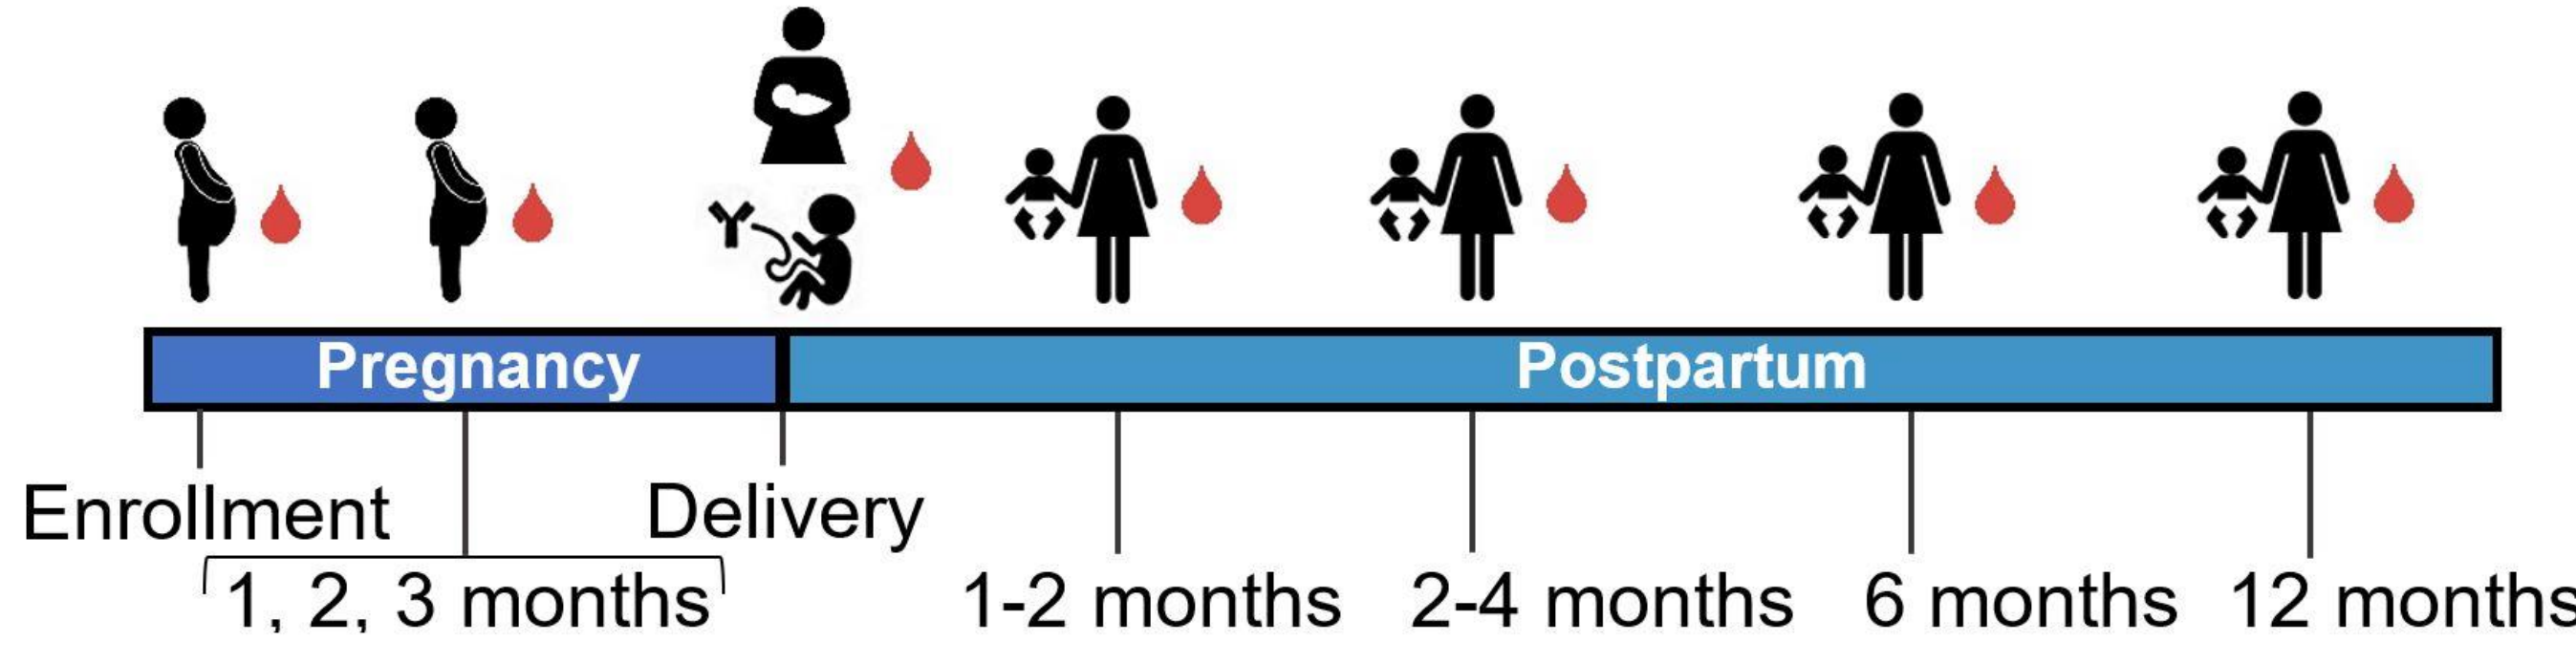 Pregnancy
Postpartum
Enrollment
Delivery
1, 2, 3 months
1-2 months
2-4 months
6 months
12 months